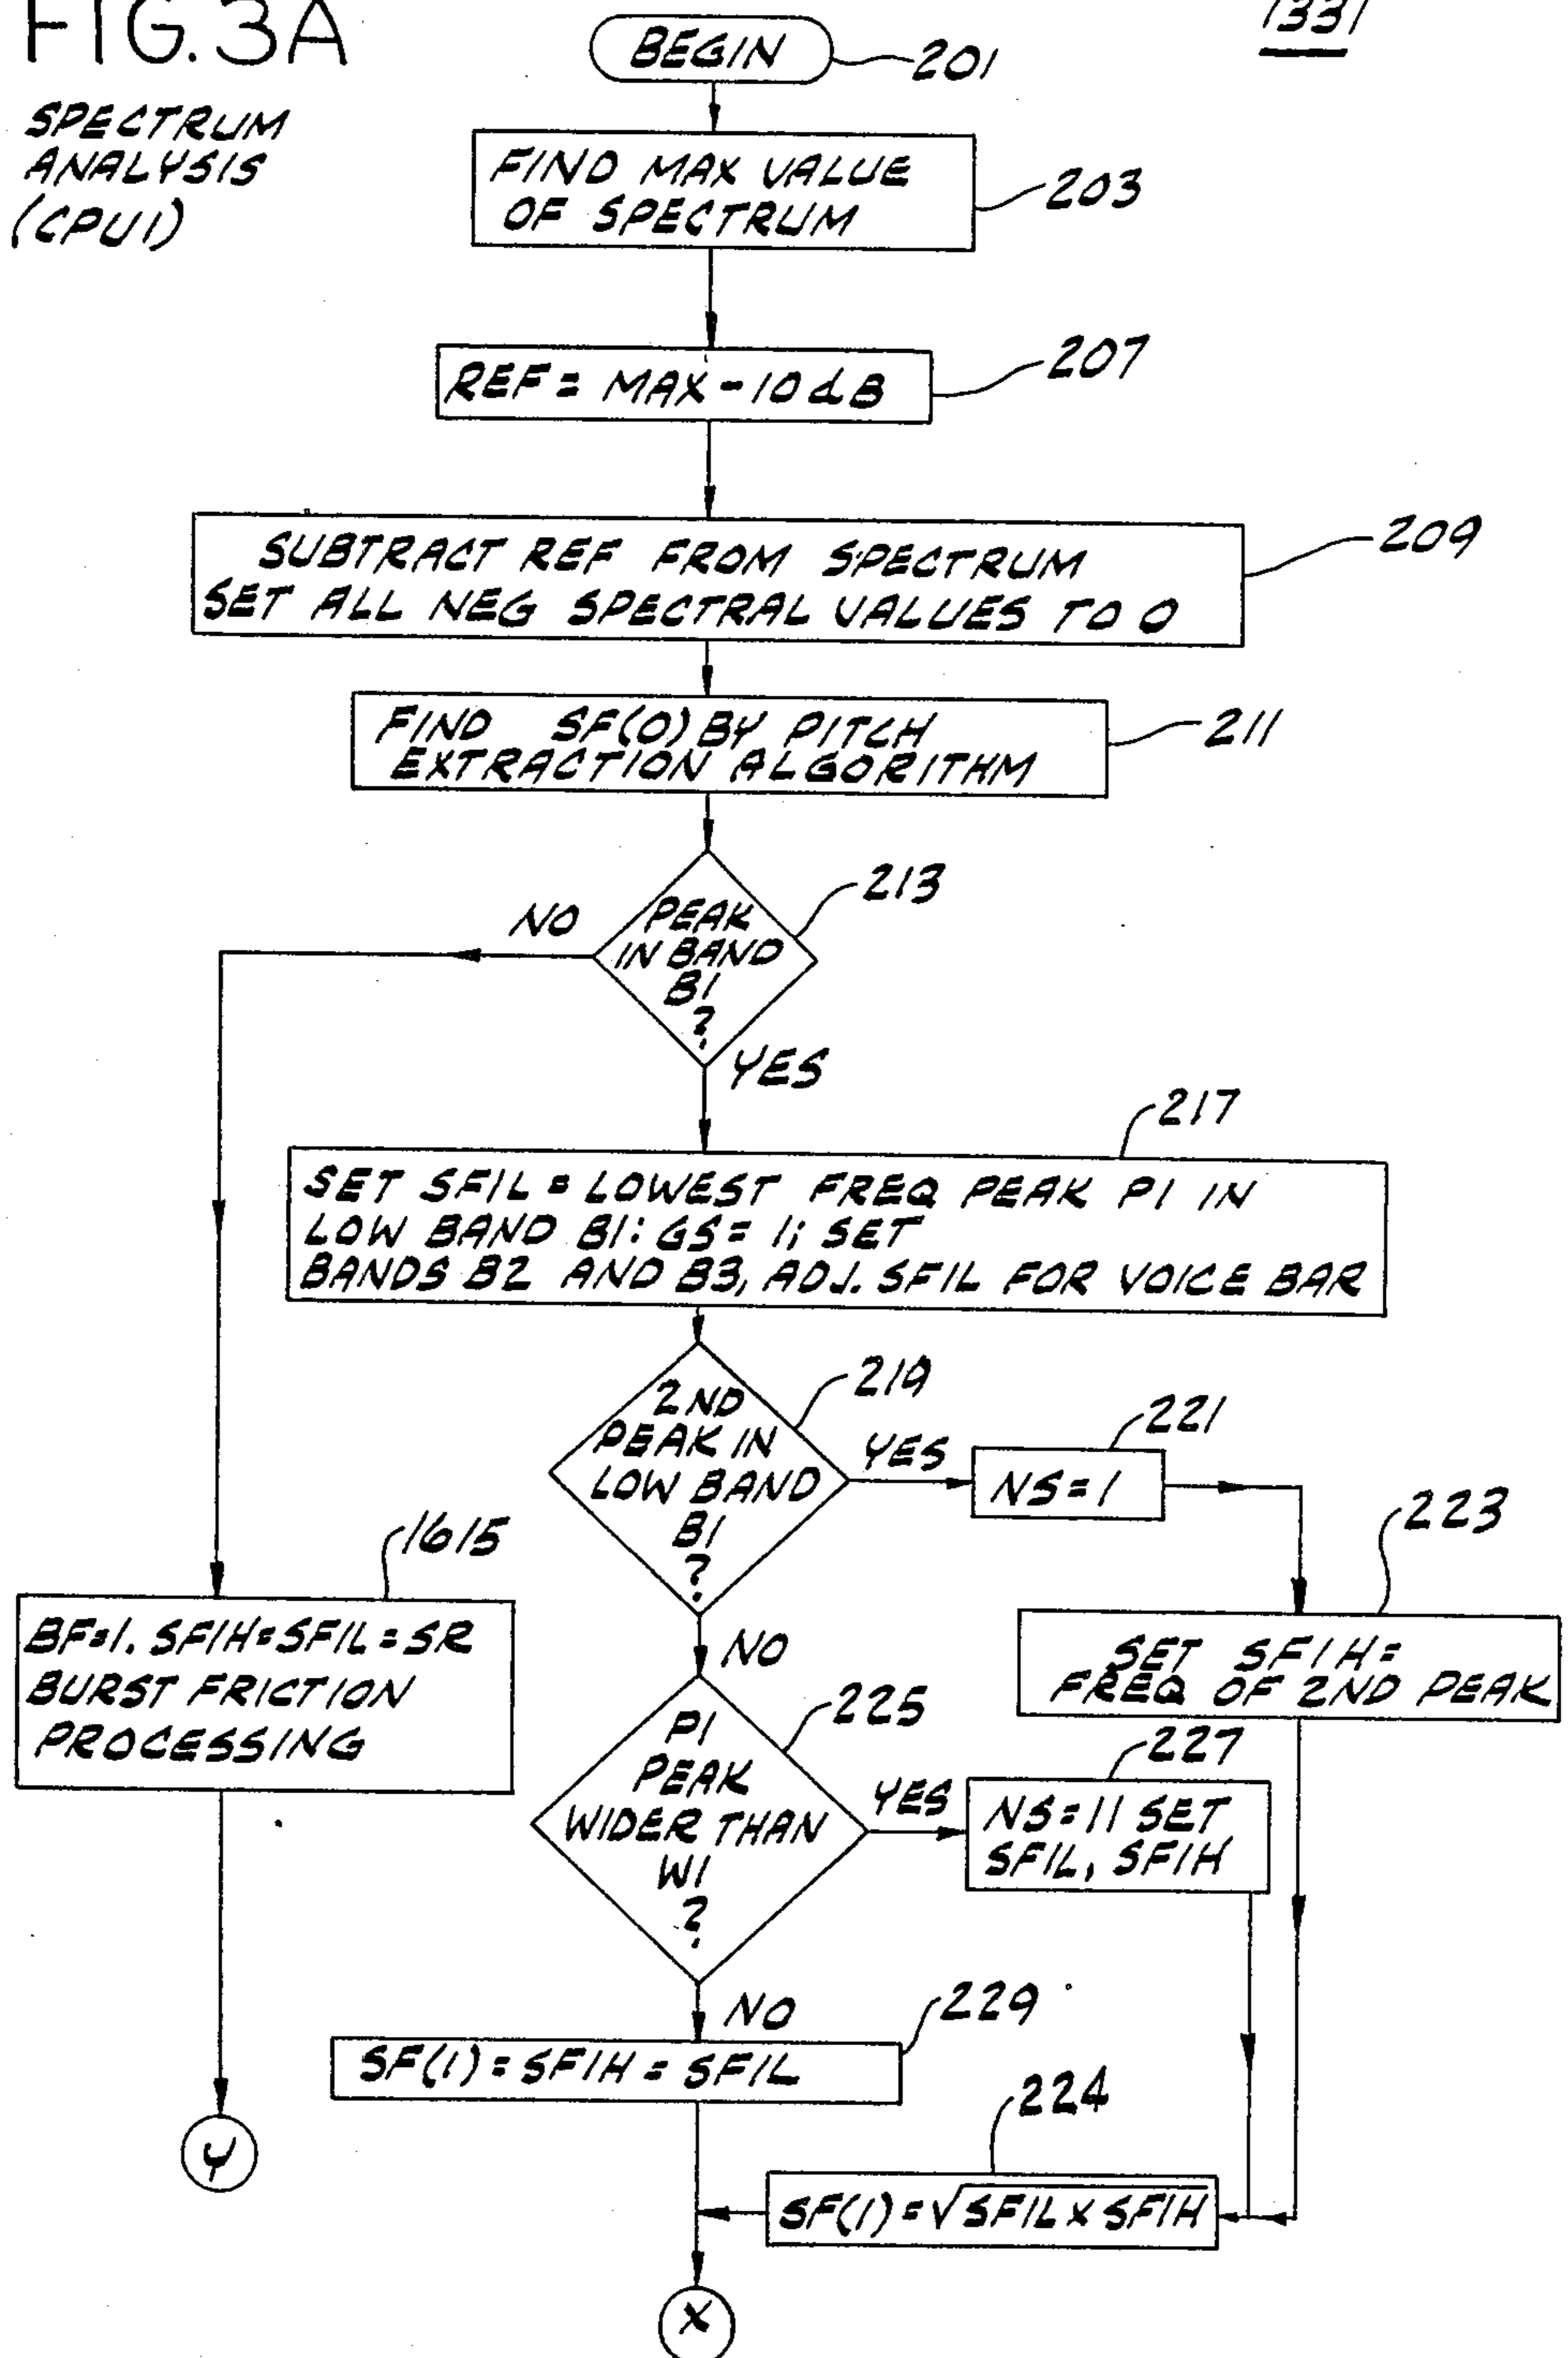 FIG. 3A
1331
SPECTRUM
ANALYSIS
(CPU1)
BEGIN
201
FIND MAX VALUE
OF SPECTRUM
203
REF = MAX - 10 dB
207
SUBTRACT REF FROM SPECTRUM
SET ALL NEG SPECTRAL VALUES TO 0
209
FIND SF(0) BY PITCH
EXTRACTION ALGORITHM
211
PEAK
IN BAND
B1
?
213
NO
YES
217
SET SF1L = LOWEST FREQ PEAK P1 IN
LOW BAND B1: GS = 1; SET
BANDS B2 AND B3, ADJ. SF1L FOR VOICE BAR
2ND
PEAK IN
LOW BAND
B1
?
219
YES
NS = 1
221
NO
223
SET SF1H =
FREQ OF 2ND PEAK
1615
BF=1. SF1H=SF1L=SR
BURST FRICTION
PROCESSING
P1
PEAK
WIDER THAN
W1
?
225
YES
227
NS=11 SET
SF1L, SF1H
NO
229
SF(1) = SF1H = SF1L
224
SF(1) = √SF1L X SF1H
Y
X